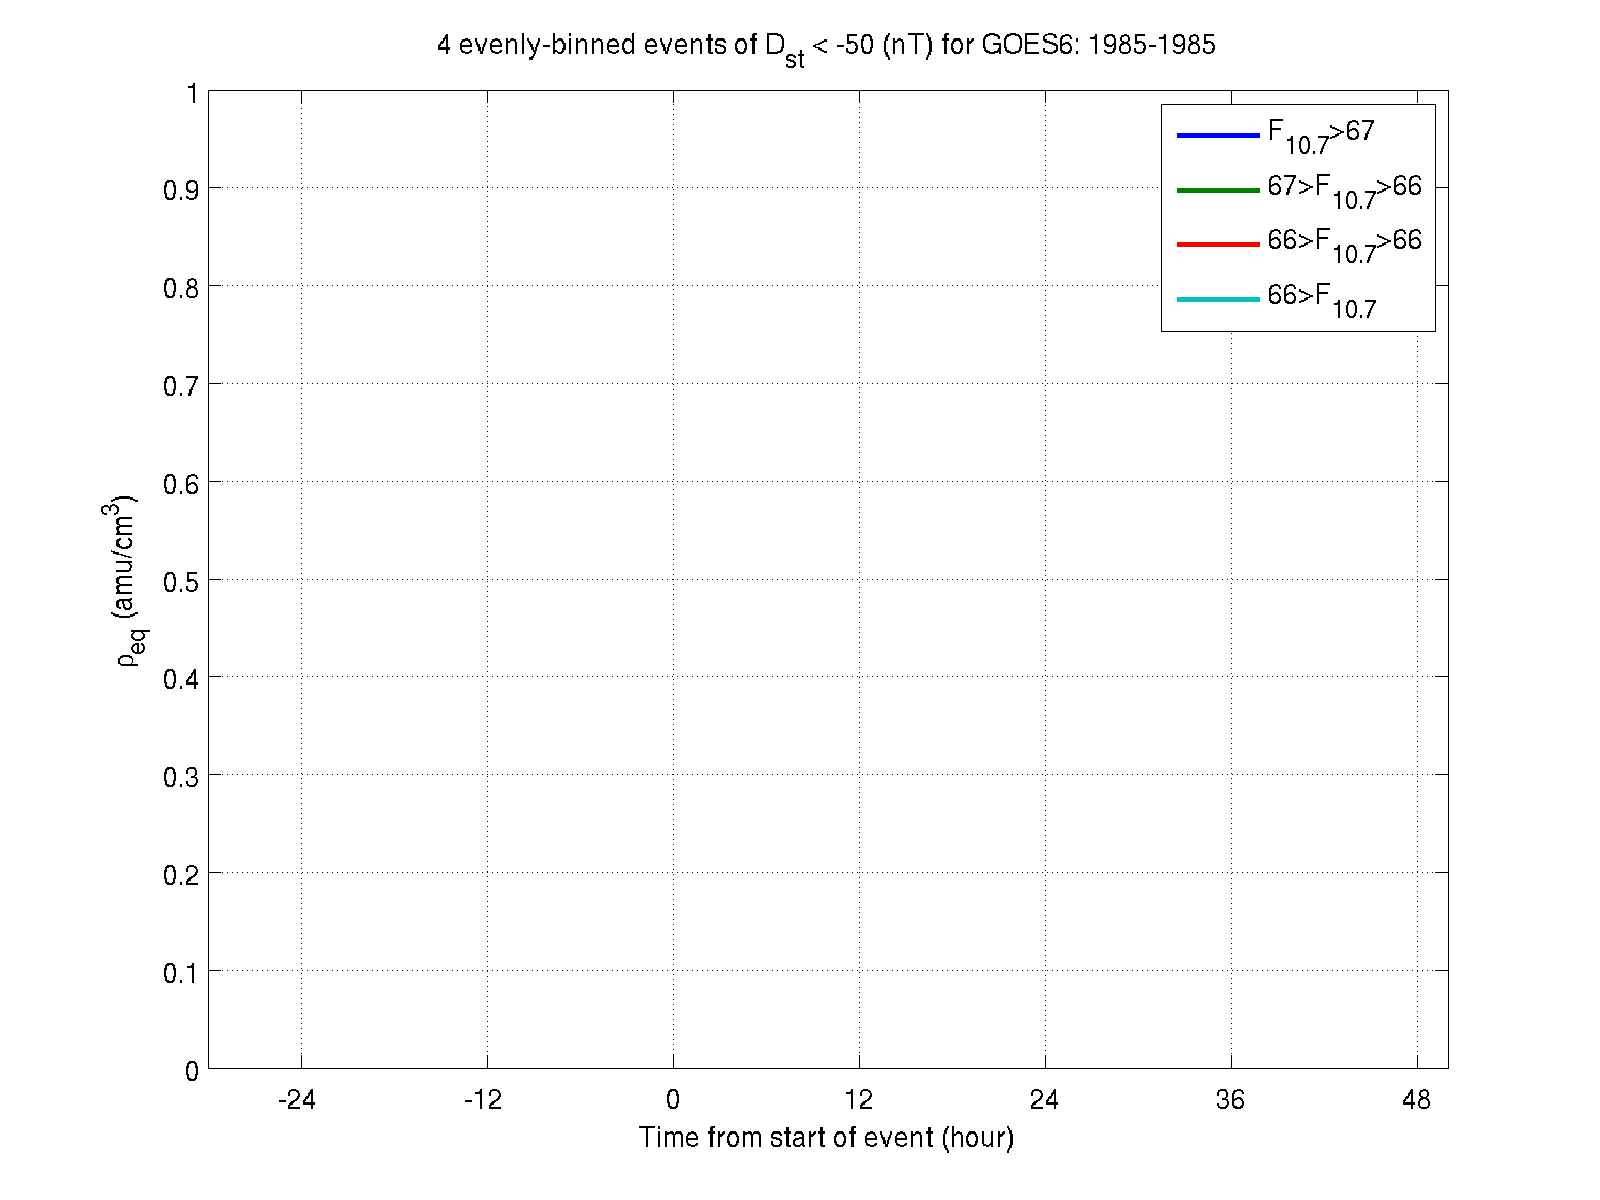 4 evenly-binned events of D_st < -50 (nT) for GOES6: 1985-1985
1
0.9
0.8
0.7
0.6
0.5
0.4
0.3
0.2
0.1
0
ρ_eq (amu/cm^3)
F_10.7>67
67>F_10.7>66
66>F_10.7>66
66>F_10.7
-24 -12 0 12 24 36 48
Time from start of event (hour)